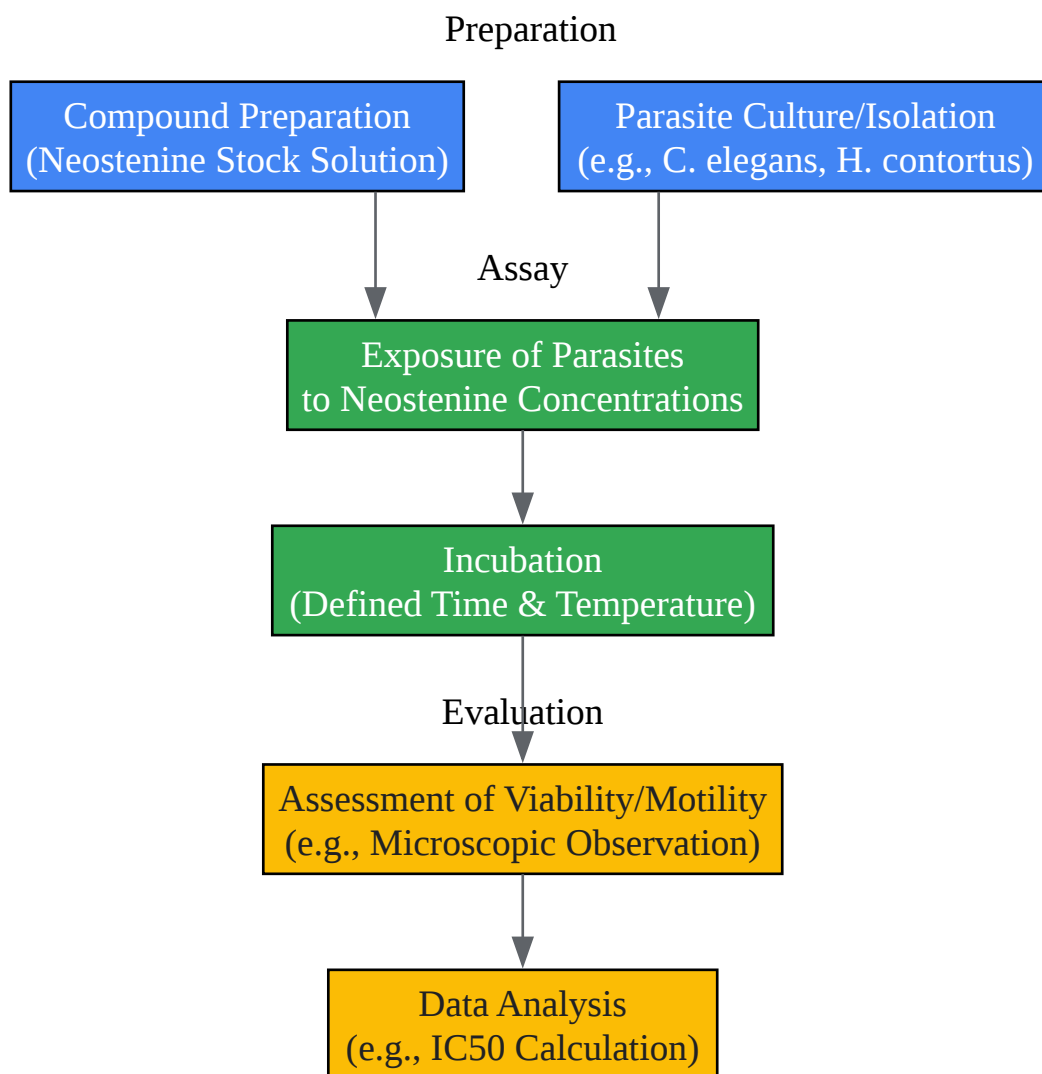 Preparation
Compound Preparation
(Neostenine Stock Solution)
Parasite Culture/Isolation
(e.g., C. elegans, H. contortus)
Assay
Exposure of Parasites
to Neostenine Concentrations
Incubation
(Defined Time & Temperature)
Evaluation
Assessment of Viability/Motility
(e.g., Microscopic Observation)
Data Analysis
(e.g., IC50 Calculation)